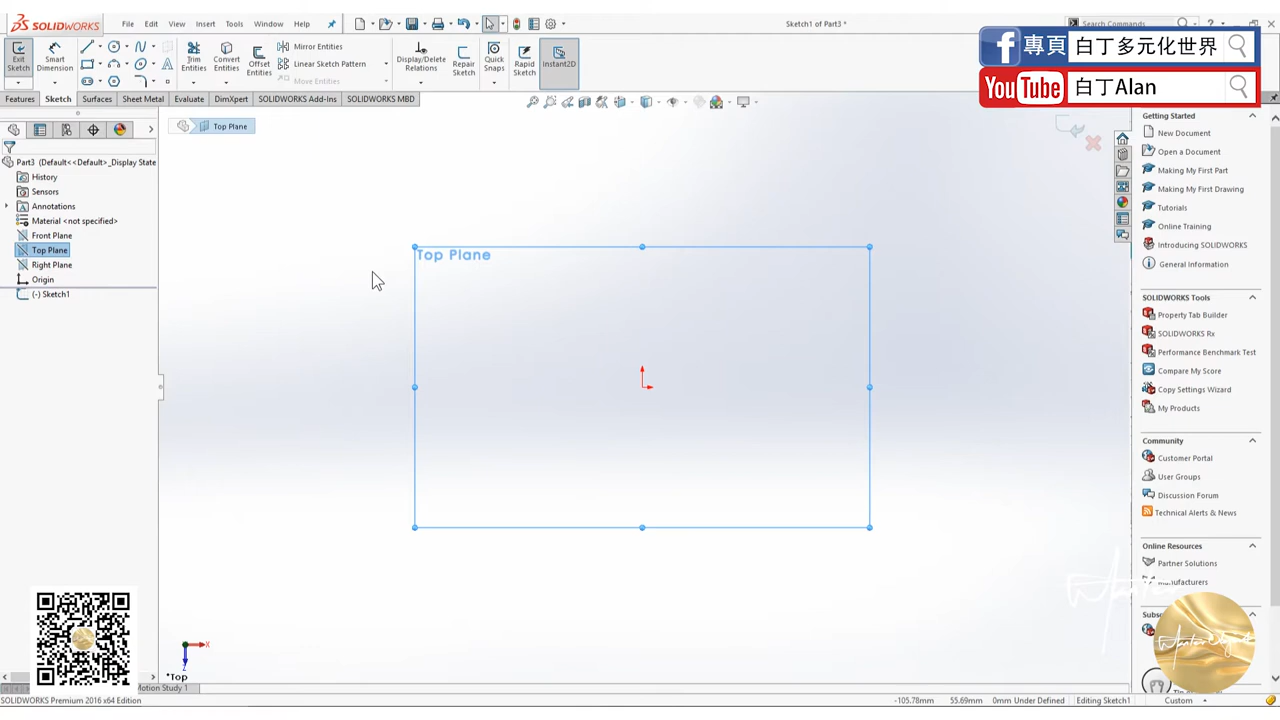 SOLIDWORKS
File Edit View Insert Tools Window Help
Sketch1 of Part3 *
Search Commands
?
專頁 白丁多元化世界
YouTube 白丁Alan
Exit Sketch
Smart Dimension
Trim Entities
Convert Entities
Offset Entities
Mirror Entities
Linear Sketch Pattern
Move Entities
Display/Delete Relations
Repair Sketch
Quick Snaps
Rapid Sketch
Instant2D
Features Sketch Surfaces Sheet Metal Evaluate DimXpert SOLIDWORKS Add-Ins SOLIDWORKS MBD
Top Plane
Part3 (Default<<Default>_Display State
History
Sensors
Annotations
Material <not specified>
Front Plane
Top Plane
Right Plane
Origin
(-) Sketch1
Top Plane
Getting Started
New Document
Open a Document
Making My First Part
Making My First Drawing
Tutorials
Online Training
Introducing SOLIDWORKS
General Information
SOLIDWORKS Tools
Property Tab Builder
SOLIDWORKS Rx
Performance Benchmark Test
Compare My Score
Copy Settings Wizard
My Products
Community
Customer Portal
User Groups
Discussion Forum
Technical Alerts & News
Online Resources
Partner Solutions
Manufacturers
Subs
X
Z
*Top
Motion Study 1
SOLIDWORKS Premium 2016 x64 Edition
-105.78mm 55.69mm 0mm Under Defined Editing Sketch1 Custom